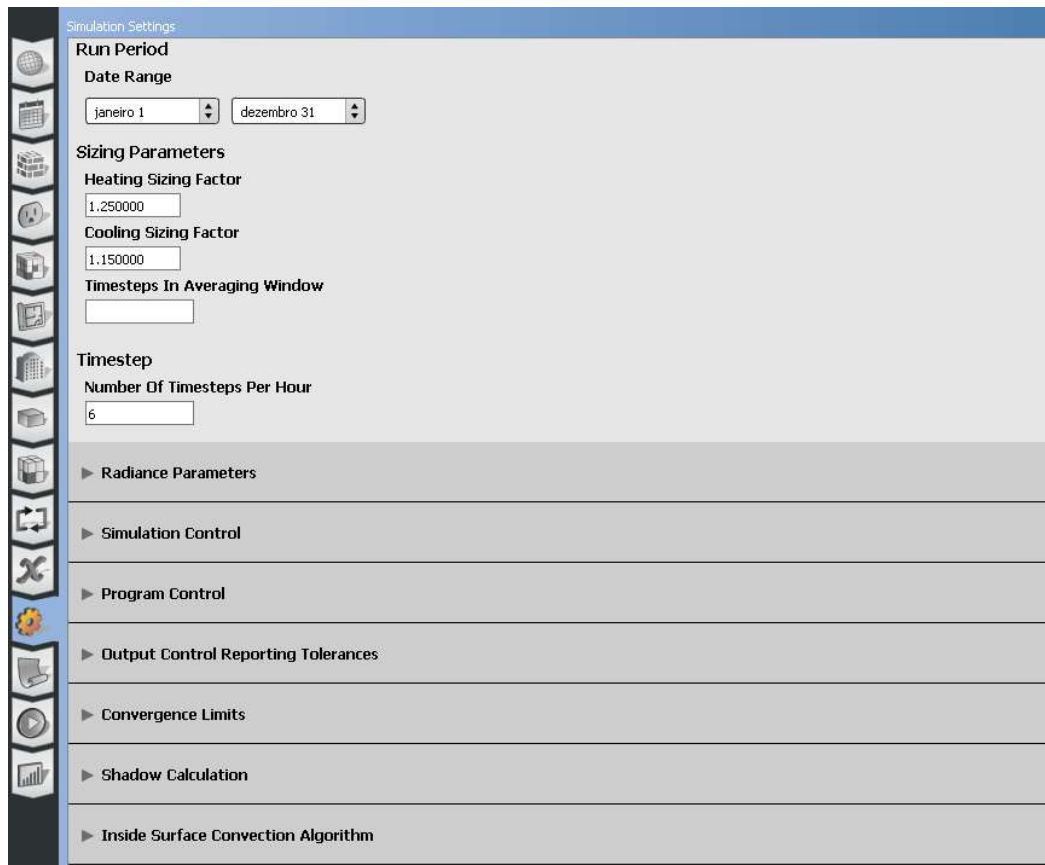 Simulation Settings
Run Period
Date Range
janeiro 1 dezembro 31
Sizing Parameters
Heating Sizing Factor
1.250000
Cooling Sizing Factor
1.150000
Timesteps In Averaging Window
Timestep
Number Of Timesteps Per Hour
6
Radiance Parameters
Simulation Control
Program Control
Output Control Reporting Tolerances
Convergence Limits
Shadow Calculation
Inside Surface Convection Algorithm